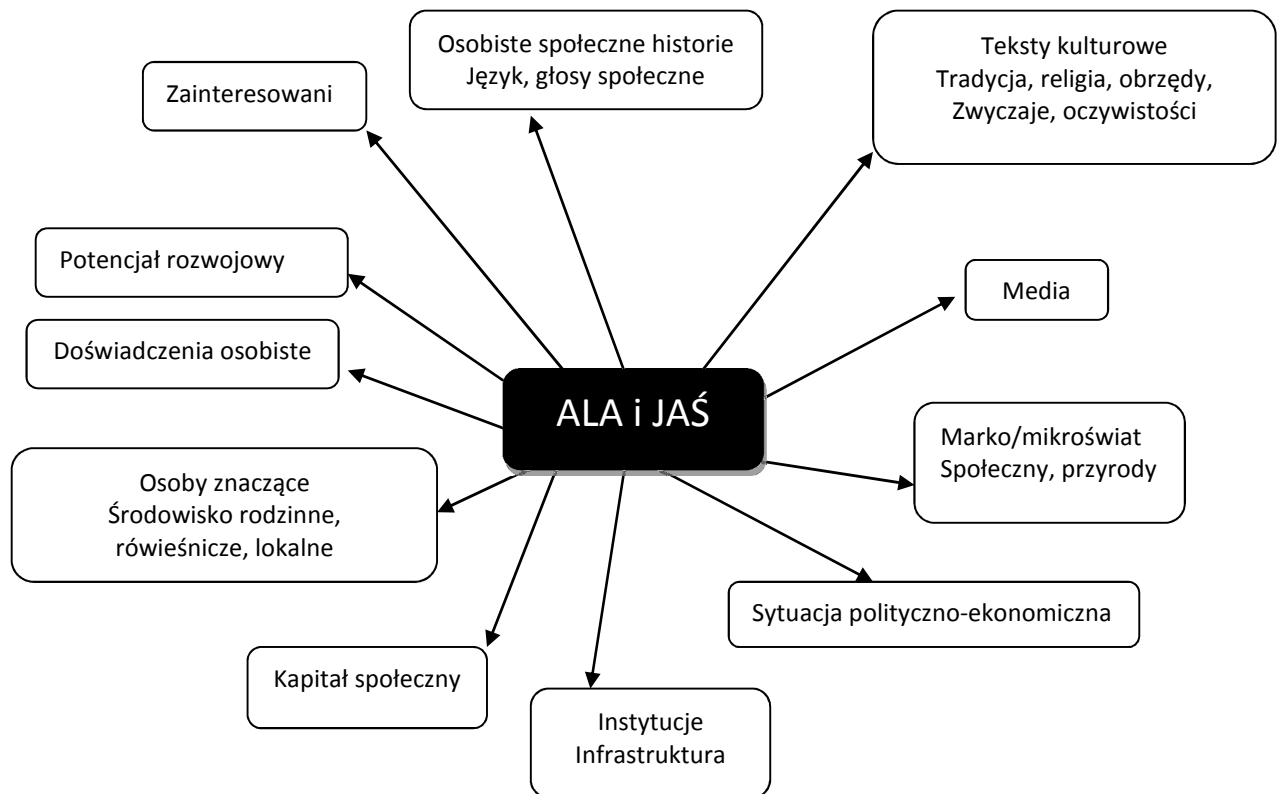 Osobiste społeczne historie
Język, głosy społeczne
Teksty kulturowe
Tradycja, religia, obrzędy,
Zwyczaje, oczywistości
Zainteresowani
Potencjał rozwojowy
Media
Doświadczenia osobiste
ALA i JAŚ
Marko/mikroświat
Społeczny, przyrody
Osoby znaczące
Środowisko rodzinne,
rówieśnicze, lokalne
Sytuacja polityczno-ekonomiczna
Kapitał społeczny
Instytucje
Infrastruktura